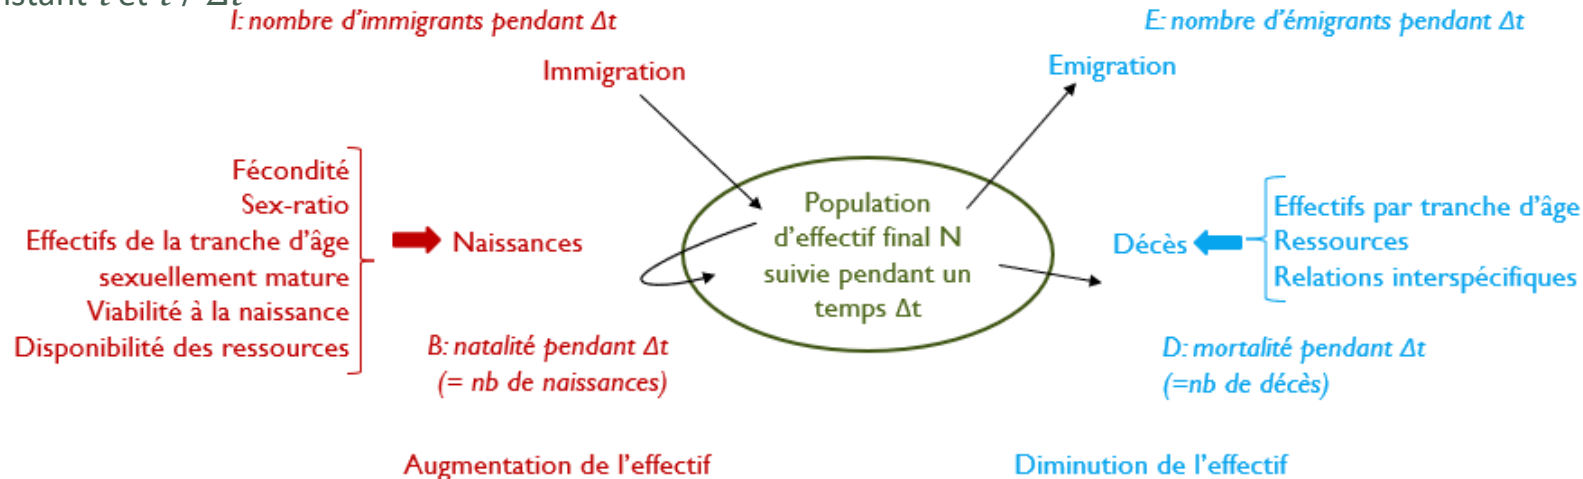 I: nombre d'immigrants pendant Δt
E: nombre d'émigrants pendant Δt
Immigration
Emigration
Fécondité
Sex-ratio
Effectifs de la tranche d'âge
sexuellement mature
Viabilité à la naissance
Disponibilité des ressources
Naissances
Population
d'effectif final N
suivie pendant un
temps Δt
Décès
Effectifs par tranche d'âge
Ressources
Relations interspécifiques
B: natalité pendant Δt
(= nb de naissances)
D: mortalité pendant Δt
(=nb de décès)
Augmentation de l'effectif
Diminution de l'effectif